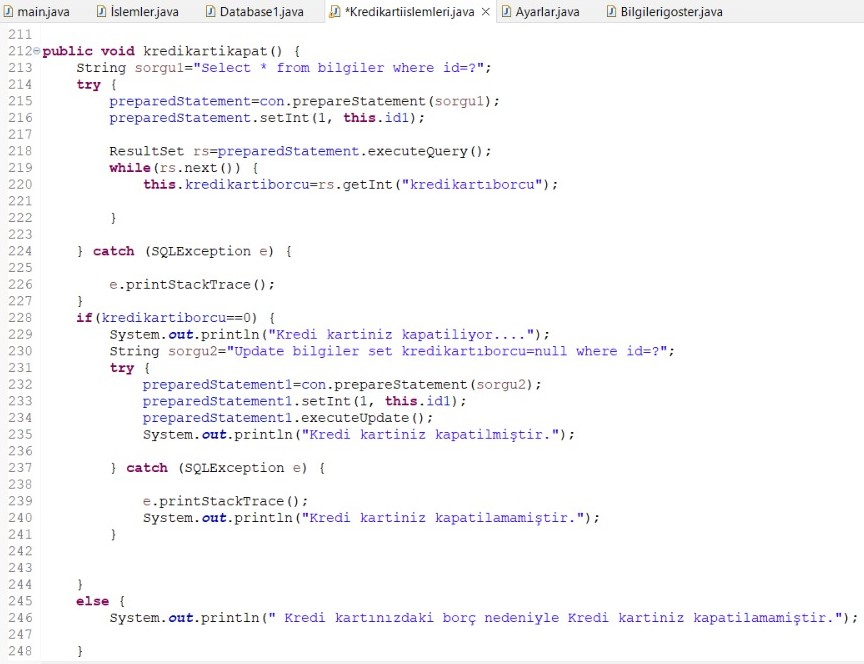 main.java İslemler.java Database1.java *Kredikartiislemleri.java Ayarlar.java Bilgilerigoster.java
211
212 public void kredikartikapat() {
213 String sorgu1="Select * from bilgiler where id=?";
214 try {
215 preparedStatement=con.prepareStatement(sorgu1);
216 preparedStatement.setInt(1, this.id1);
217
218 ResultSet rs=preparedStatement.executeQuery();
219 while(rs.next()) {
220 this.kredikartiborcu=rs.getInt("kredikartıborcu");
221
222 }
223
224 } catch (SQLException e) {
225
226 e.printStackTrace();
227 }
228 if(kredikartiborcu==0) {
229 System.out.println("Kredi kartiniz kapatiliyor....");
230 String sorgu2="Update bilgiler set kredikartıborcu=null where id=?";
231 try {
232 preparedStatement1=con.prepareStatement(sorgu2);
233 preparedStatement1.setInt(1, this.id1);
234 preparedStatement1.executeUpdate();
235 System.out.println("Kredi kartiniz kapatilmiştir.");
236
237 } catch (SQLException e) {
238
239 e.printStackTrace();
240 System.out.println("Kredi kartiniz kapatilamamiştir.");
241 }
242
243
244 }
245 else {
246 System.out.println(" Kredi kartınızdaki borç nedeniyle Kredi kartiniz kapatilamamiştir.");
247
248 }